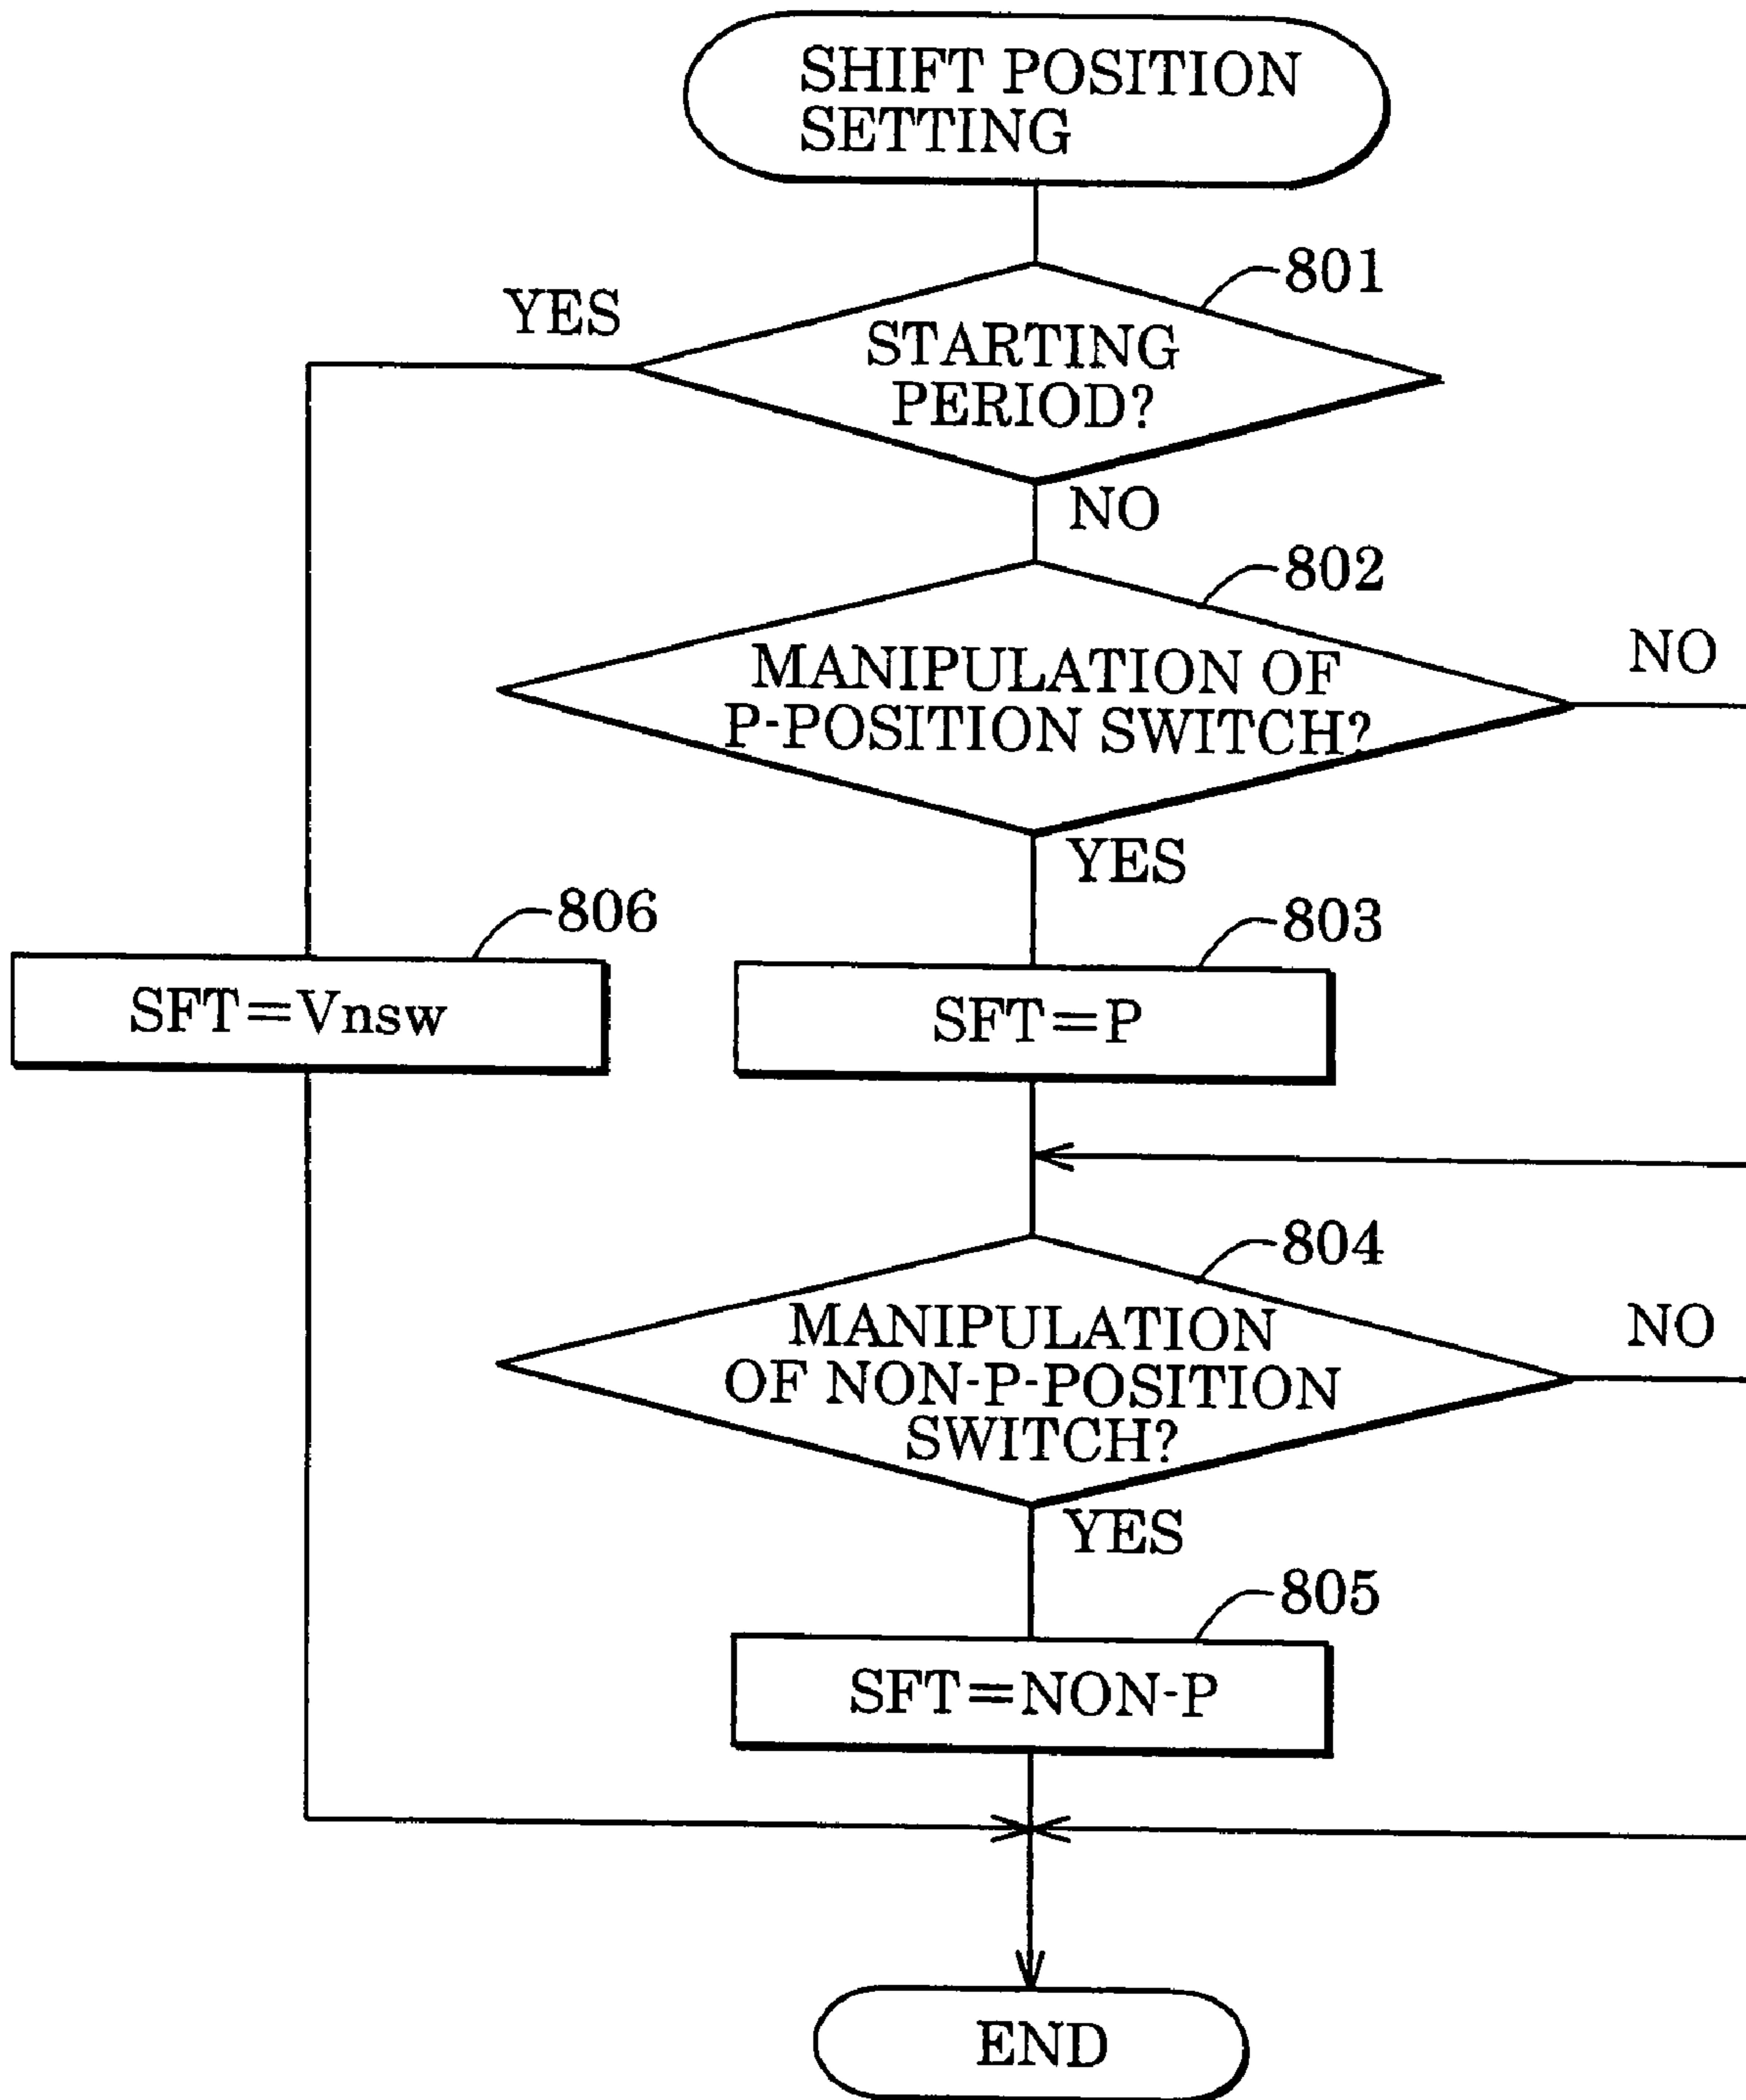 SHIFT POSITION
SETTING
801
YES
STARTING
PERIOD?
NO
802
MANIPULATION OF
P-POSITION SWITCH?
NO
YES
806
803
SFT=Vnsw
SFT=P
804
MANIPULATION
OF NON-P-POSITION
SWITCH?
NO
YES
805
SFT=NON-P
END